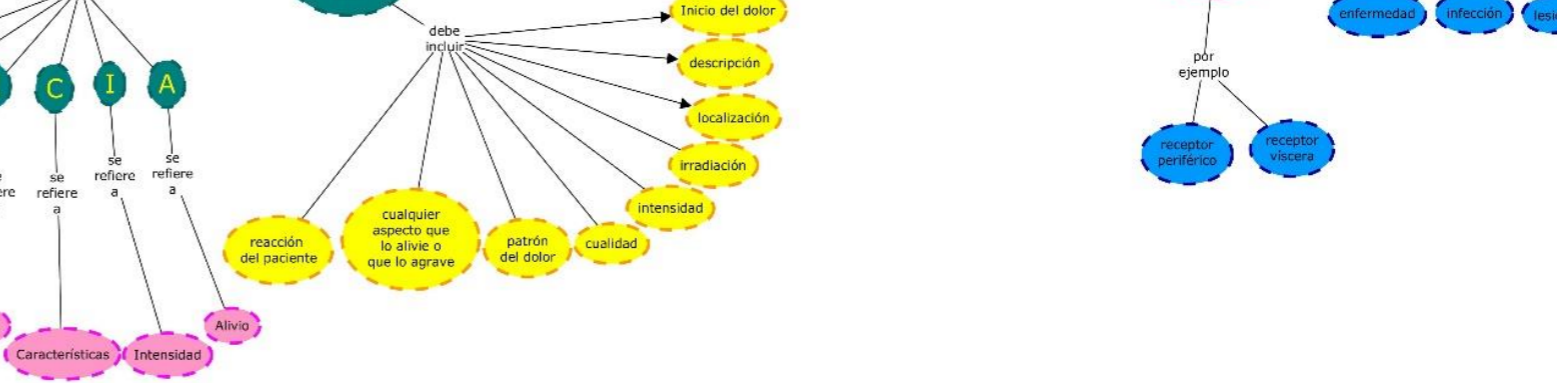 C
I
A
se
refiere
a
se
refiere
a
se
refiere
a
Características
Intensidad
Alivio
debe
incluir
Inicio del dolor
descripción
localización
irradiación
intensidad
cualidad
patrón
del dolor
cualquier
aspecto que
lo alivie o
que lo agrave
reacción
del paciente
por
ejemplo
receptor
periférico
receptor
víscera
enfermedad
infección